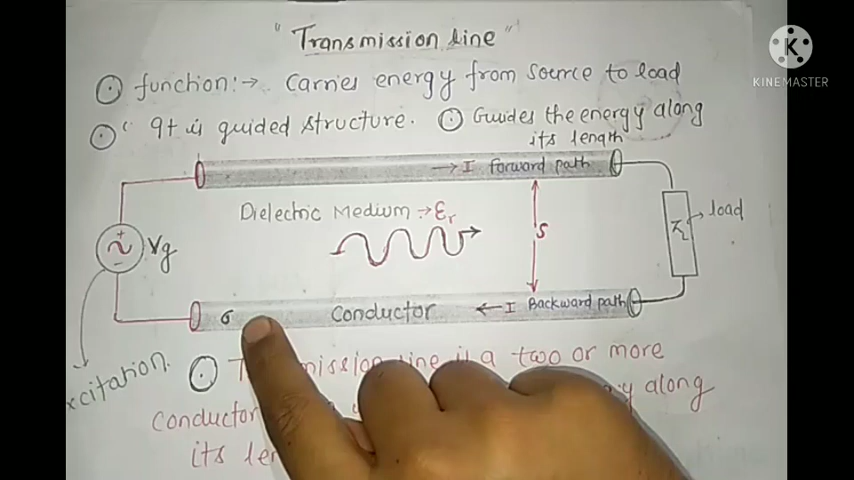 "Transmission line"
function:→ Carries energy from source to load
It is guided structure. Guides the energy along
its length
→ I forward path
Dielectric Medium → εr
S
ZL
load
+
Vg
-
σ Conductor ← I Backward path
xcitation.
mission line is a two or more
conductor
y along
its len
K
KINEMASTER